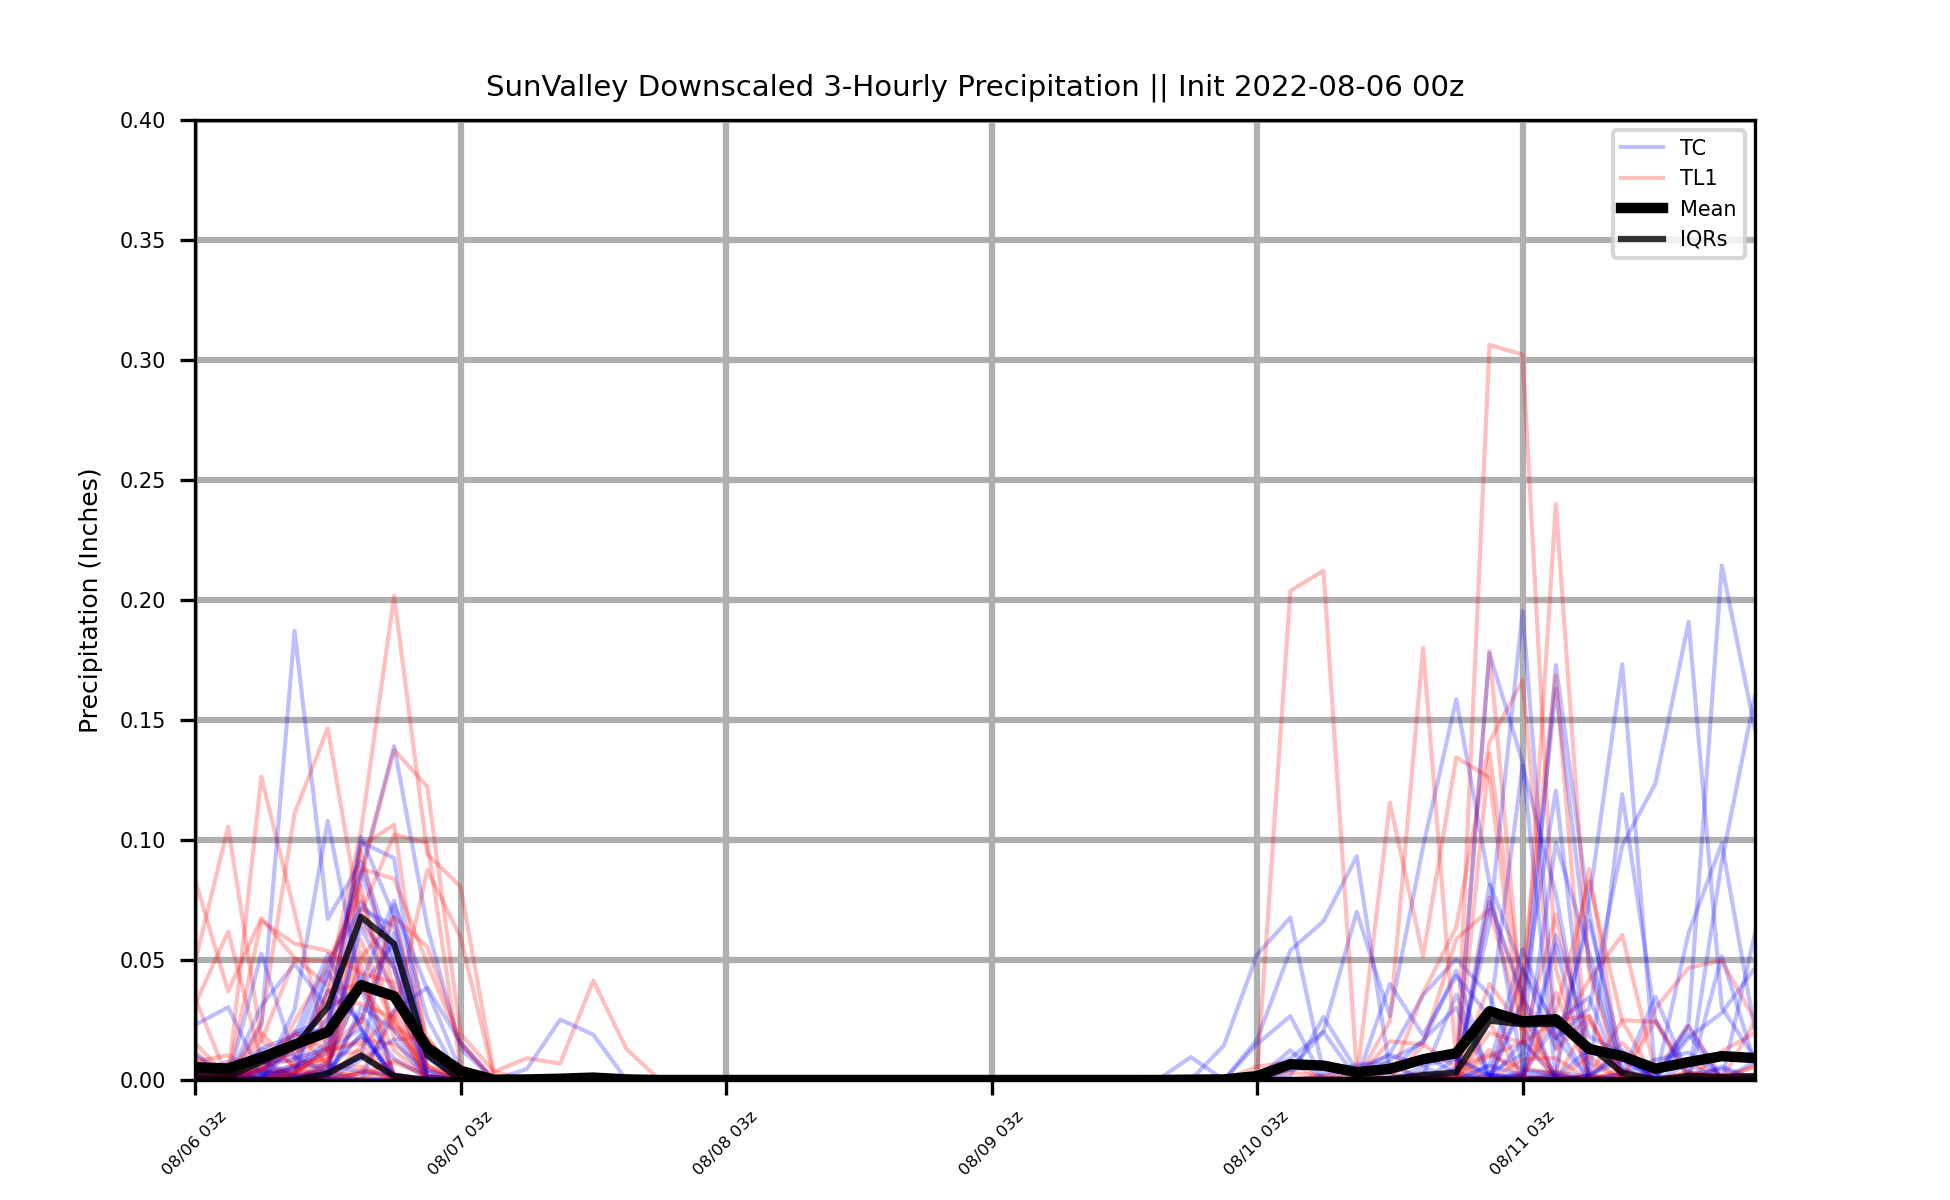 SunValley Downscaled 3-Hourly Precipitation || Init 2022-08-06 00z
TC
TL1
Mean
IQRs
Precipitation (Inches)
0.40
0.35
0.30
0.25
0.20
0.15
0.10
0.05
0.00
08/06 03z
08/07 03z
08/08 03z
08/09 03z
08/10 03z
08/11 03z